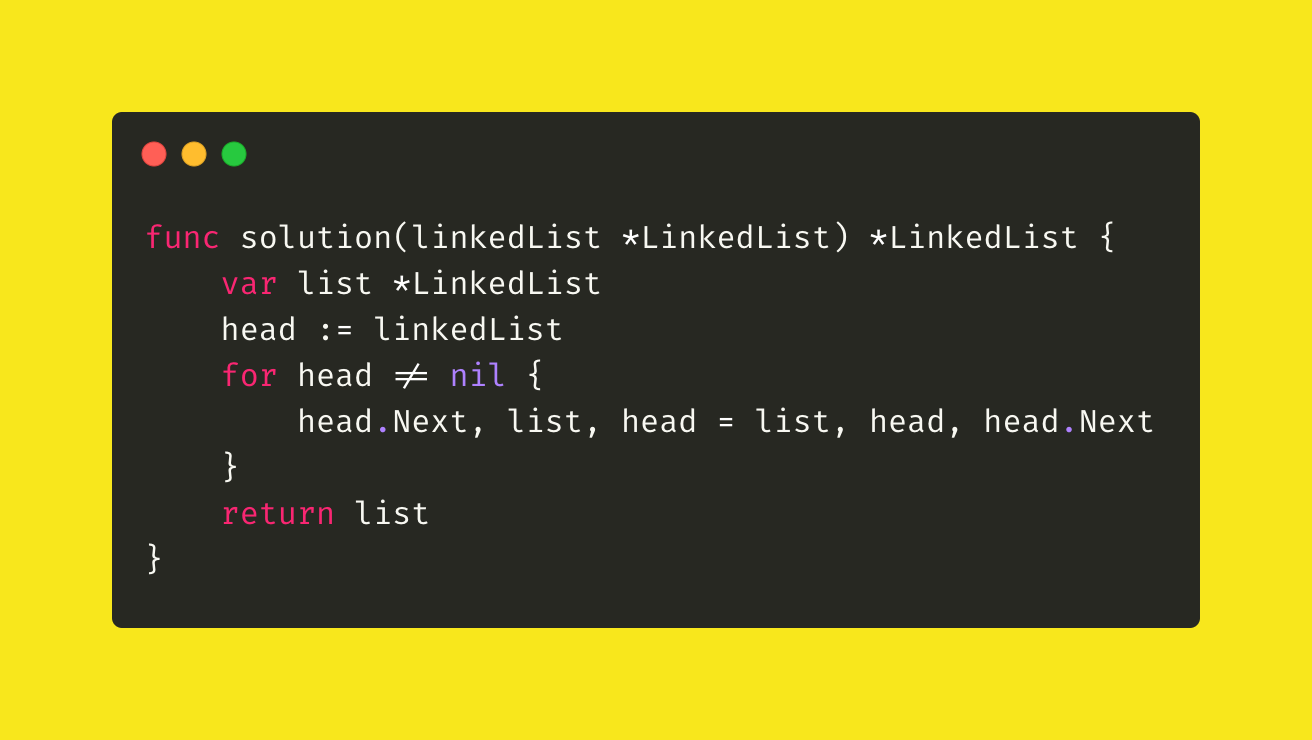 func solution(linkedList *LinkedList) *LinkedList {
    var list *LinkedList
    head := linkedList
    for head != nil {
        head.Next, list, head = list, head, head.Next
    }
    return list
}